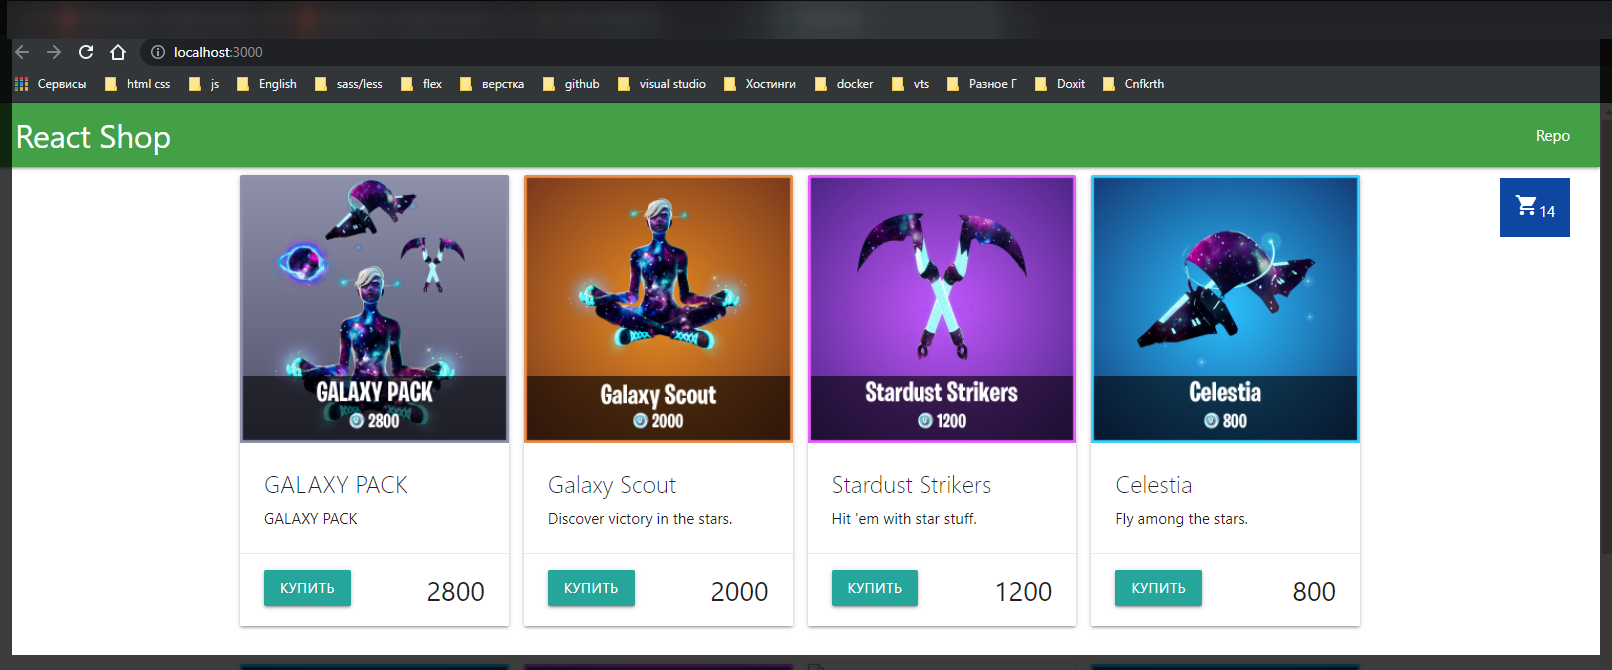 localhost:3000
Сервисы html css js English sass/less flex верстка github visual studio Хостинги docker vts Разное Г Doxit Cnfkrth
React Shop
Repo
14
GALAXY PACK
2800
Galaxy Scout
2000
Stardust Strikers
1200
Celestia
800
GALAXY PACK
GALAXY PACK
КУПИТЬ 2800
Galaxy Scout
Discover victory in the stars.
КУПИТЬ 2000
Stardust Strikers
Hit 'em with star stuff.
КУПИТЬ 1200
Celestia
Fly among the stars.
КУПИТЬ 800